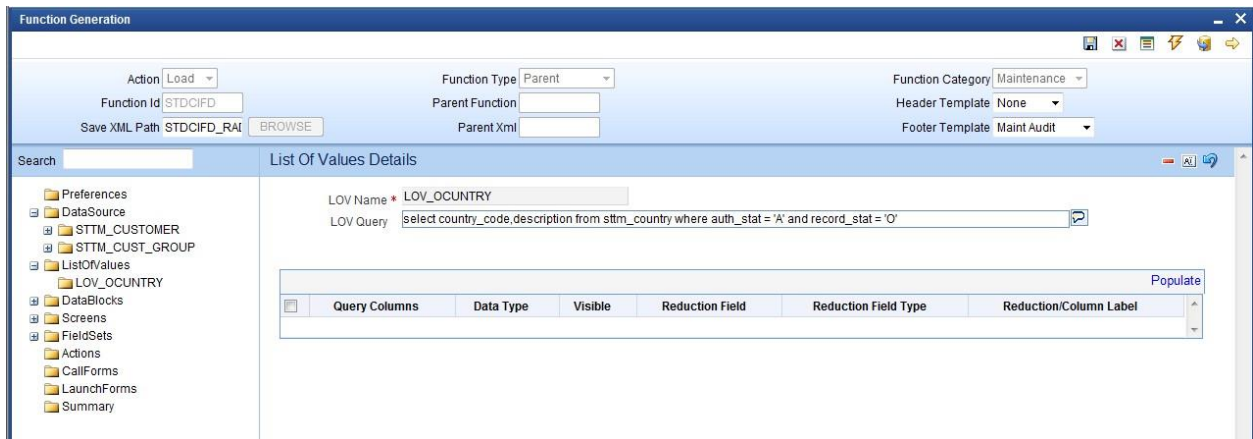 Function Generation
Action Load Function Type Parent Function Category Maintenance
Function Id STDCIFD Parent Function Header Template None
Save XML Path STDCIFD_RAD BROWSE Parent Xml Footer Template Maint Audit
Search List Of Values Details
Preferences
DataSource
STTM_CUSTOMER
STTM_CUST_GROUP
ListOfValues
LOV_OCUNTRY
DataBlocks
Screens
FieldSets
Actions
CallForms
LaunchForms
Summary
LOV Name * LOV_OCUNTRY
LOV Query select country_code,description from sttm_country where auth_stat = 'A' and record_stat = 'O'
Populate
Query Columns Data Type Visible Reduction Field Reduction Field Type Reduction/Column Label